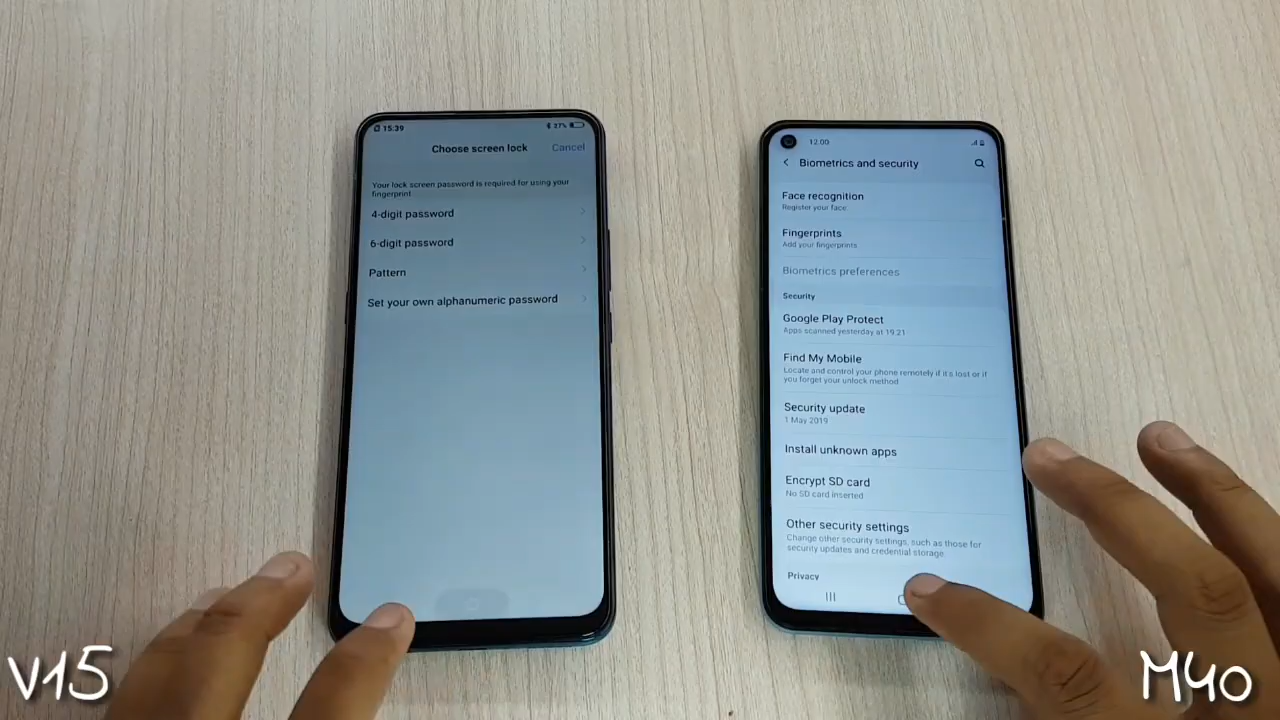 15:39
27%
Choose screen lock
Cancel
Your lock screen password is required for using your
fingerprint
4-digit password
6-digit password
Pattern
Set your own alphanumeric password
12:00
Biometrics and security
Face recognition
Register your face.
Fingerprints
Add your fingerprints
Biometrics preferences
Security
Google Play Protect
Apps scanned yesterday at 19:21
Find My Mobile
Locate and control your phone remotely if it's lost or if
you forget your unlock method
Security update
1 May 2019
Install unknown apps
Encrypt SD card
No SD card inserted
Other security settings
Change other security settings, such as those for
security updates and credential storage.
Privacy
V15
M40